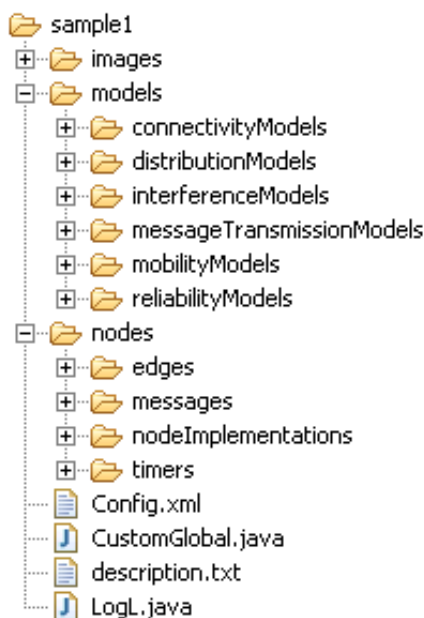 sample1
images
models
connectivityModels
distributionModels
interferenceModels
messageTransmissionModels
mobilityModels
reliabilityModels
nodes
edges
messages
nodeImplementations
timers
Config.xml
CustomGlobal.java
description.txt
LogL.java